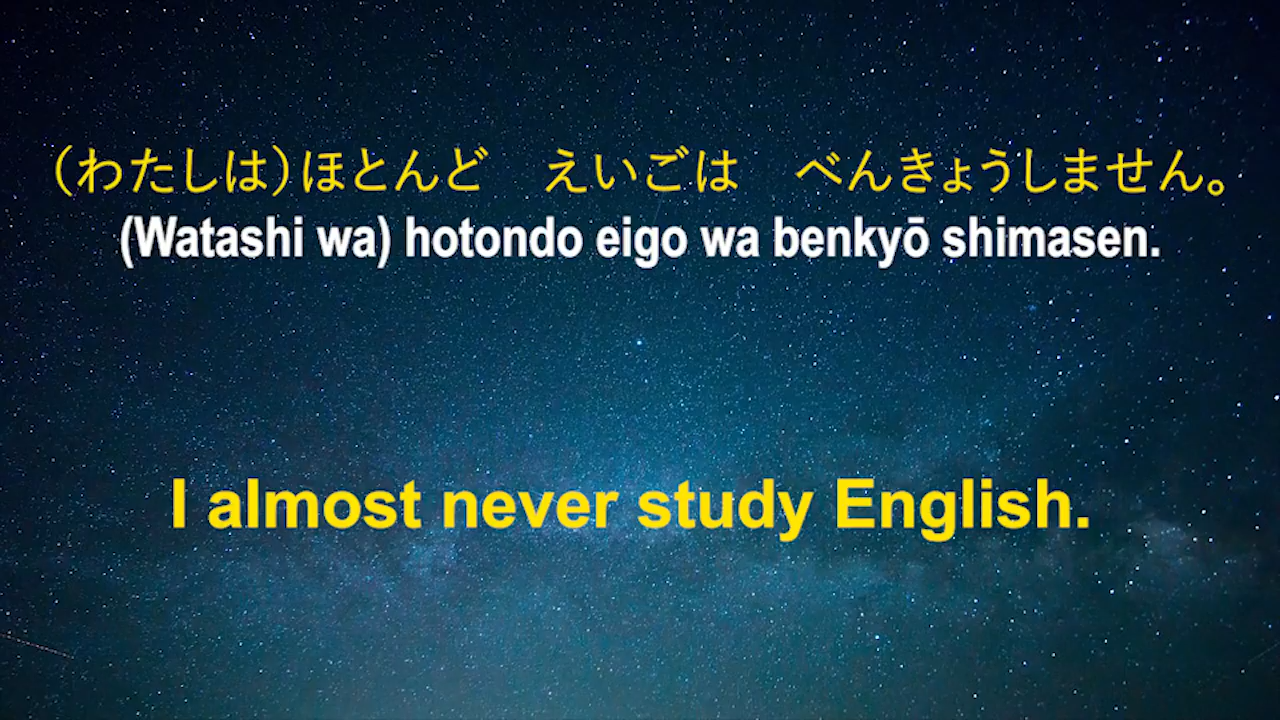 （わたしは）ほとんど　えいごは　べんきょうしません。
(Watashi wa) hotondo eigo wa benkyō shimasen.
I almost never study English.